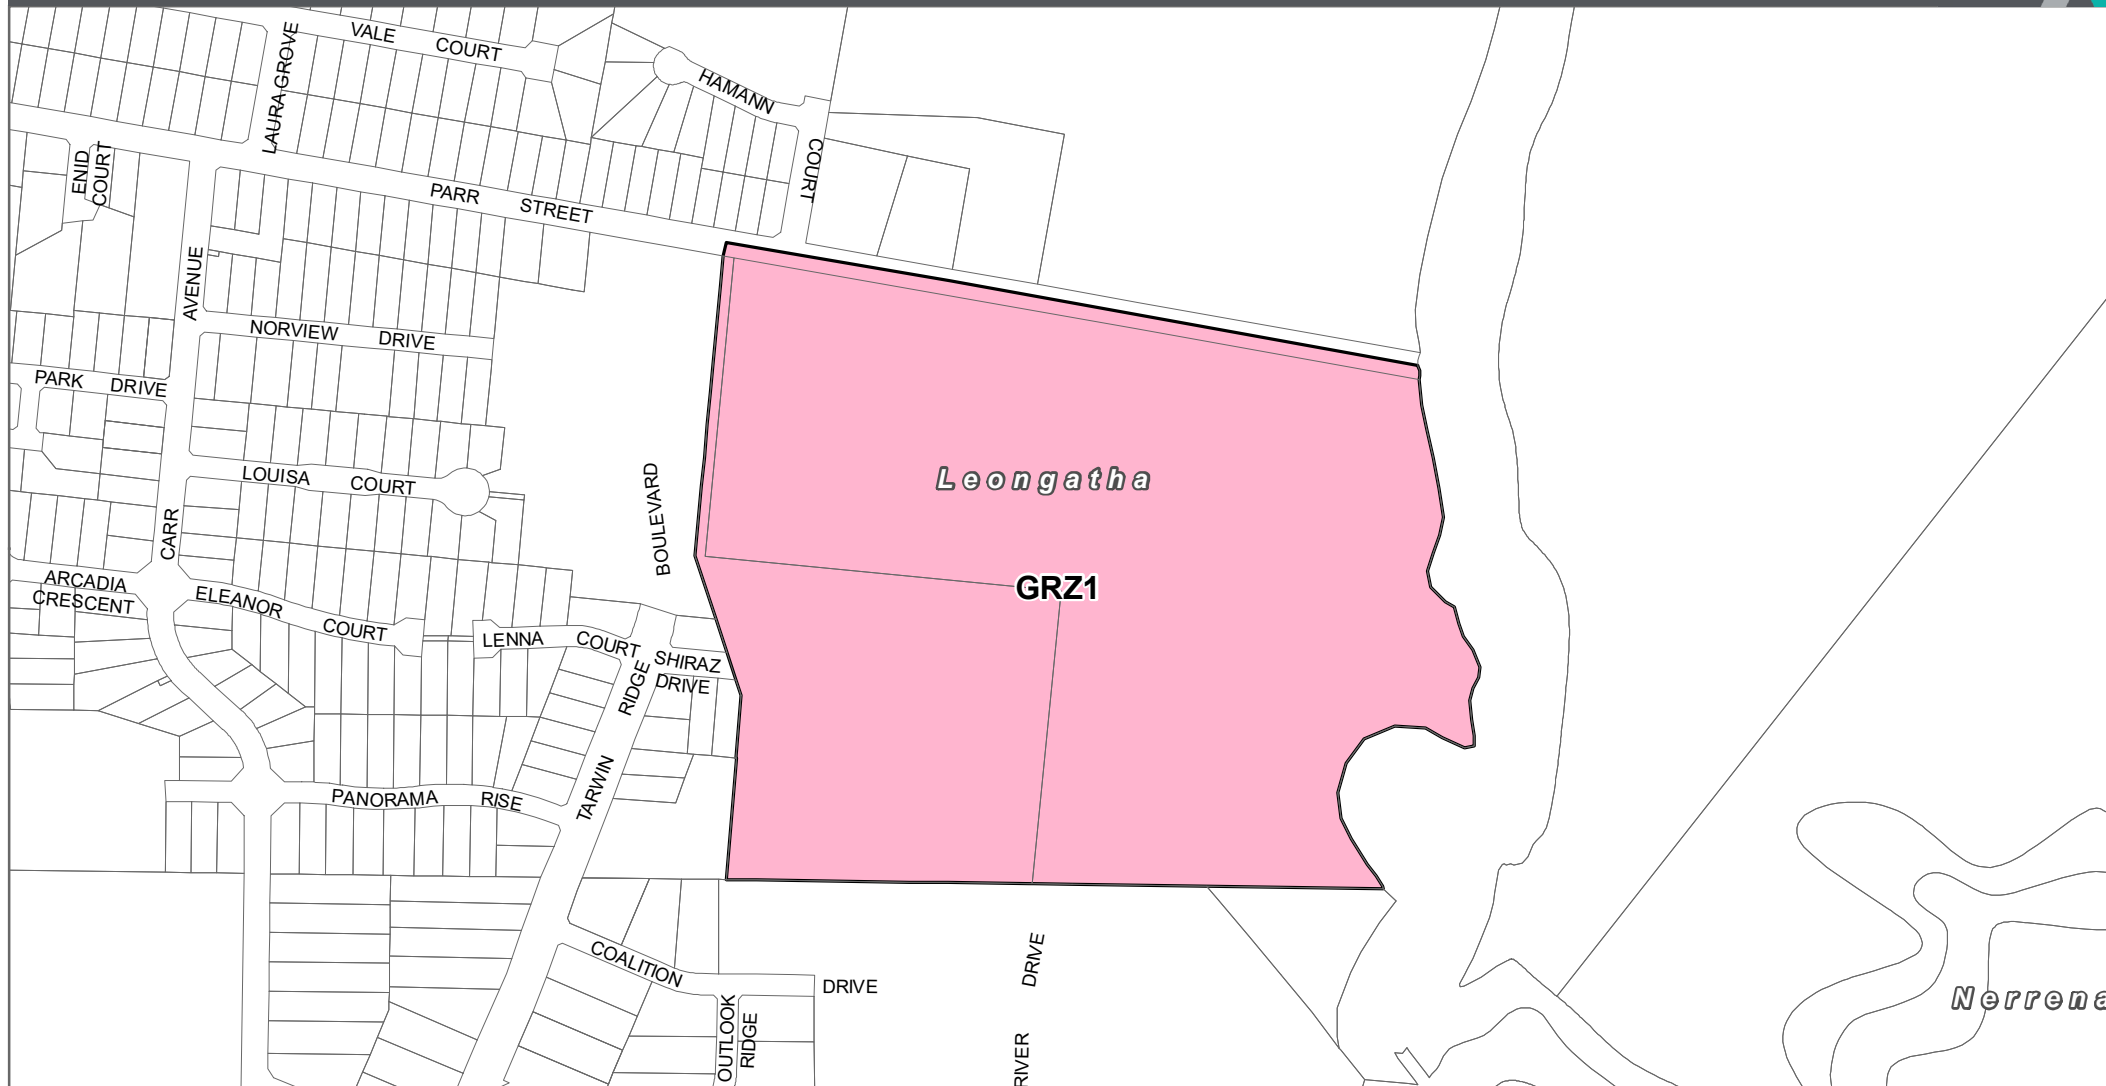 VALE COURT
LAURA GROVE
HAMANN
COURT
ENID
COURT
PARR STREET
AVENUE
NORVIEW DRIVE
PARK DRIVE
LOUISA COURT
BOULEVARD
Leongatha
CARR
GRZ1
ARCADIA
CRESCENT
ELEANOR
COURT
LENNA COURT
SHIRAZ
DRIVE
RIDGE
TARWIN
PANORAMA RISE
COALITION
DRIVE
DRIVE
OUTLOOK
RIDGE
RIVER
Nerrena